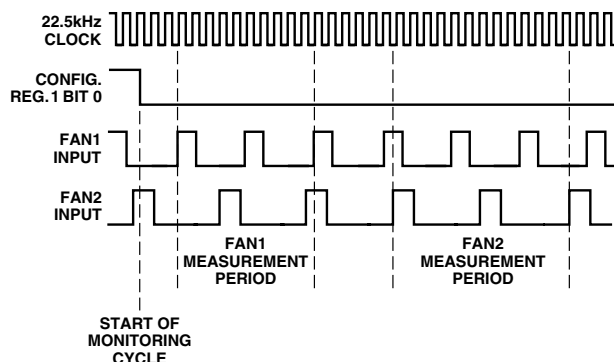 22.5kHz
CLOCK
CONFIG.
REG.1 BIT 0
FAN1
INPUT
FAN2
INPUT
FAN1
MEASUREMENT
PERIOD
FAN2
MEASUREMENT
PERIOD
START OF
MONITORING
CYCLE